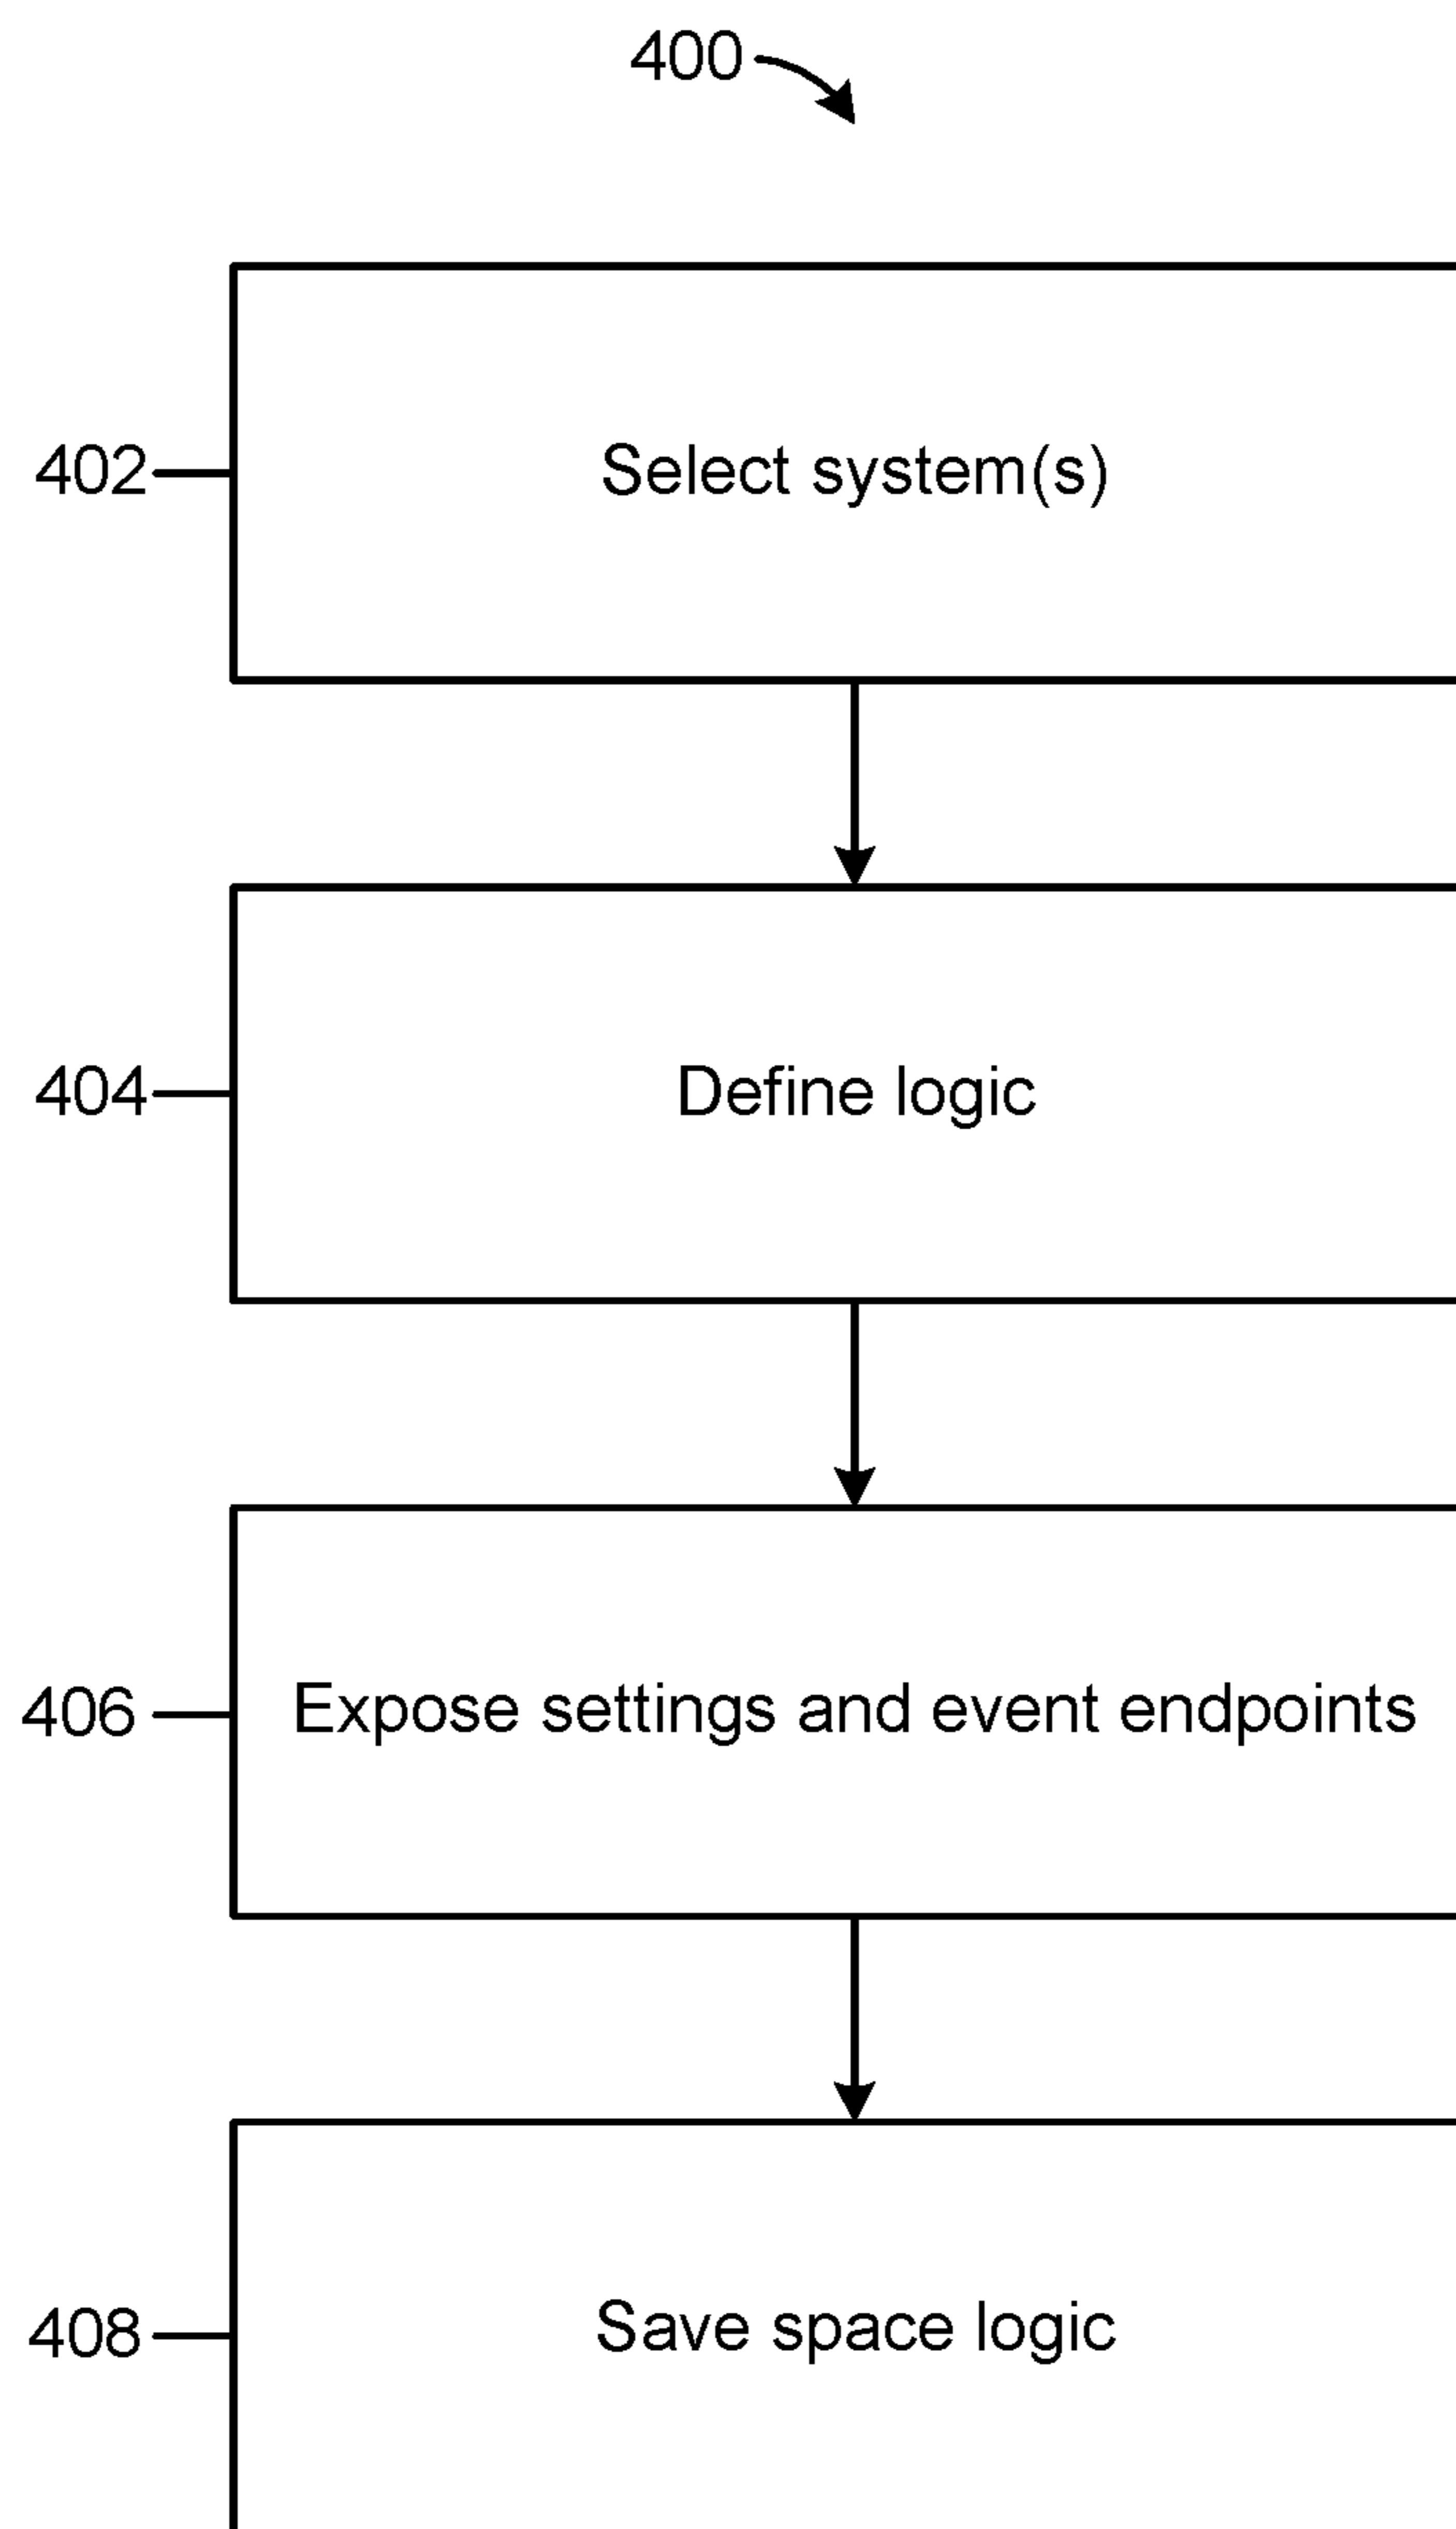 400
402
Select system(s)
404
Define logic
406
Expose settings and event endpoints
408
Save space logic